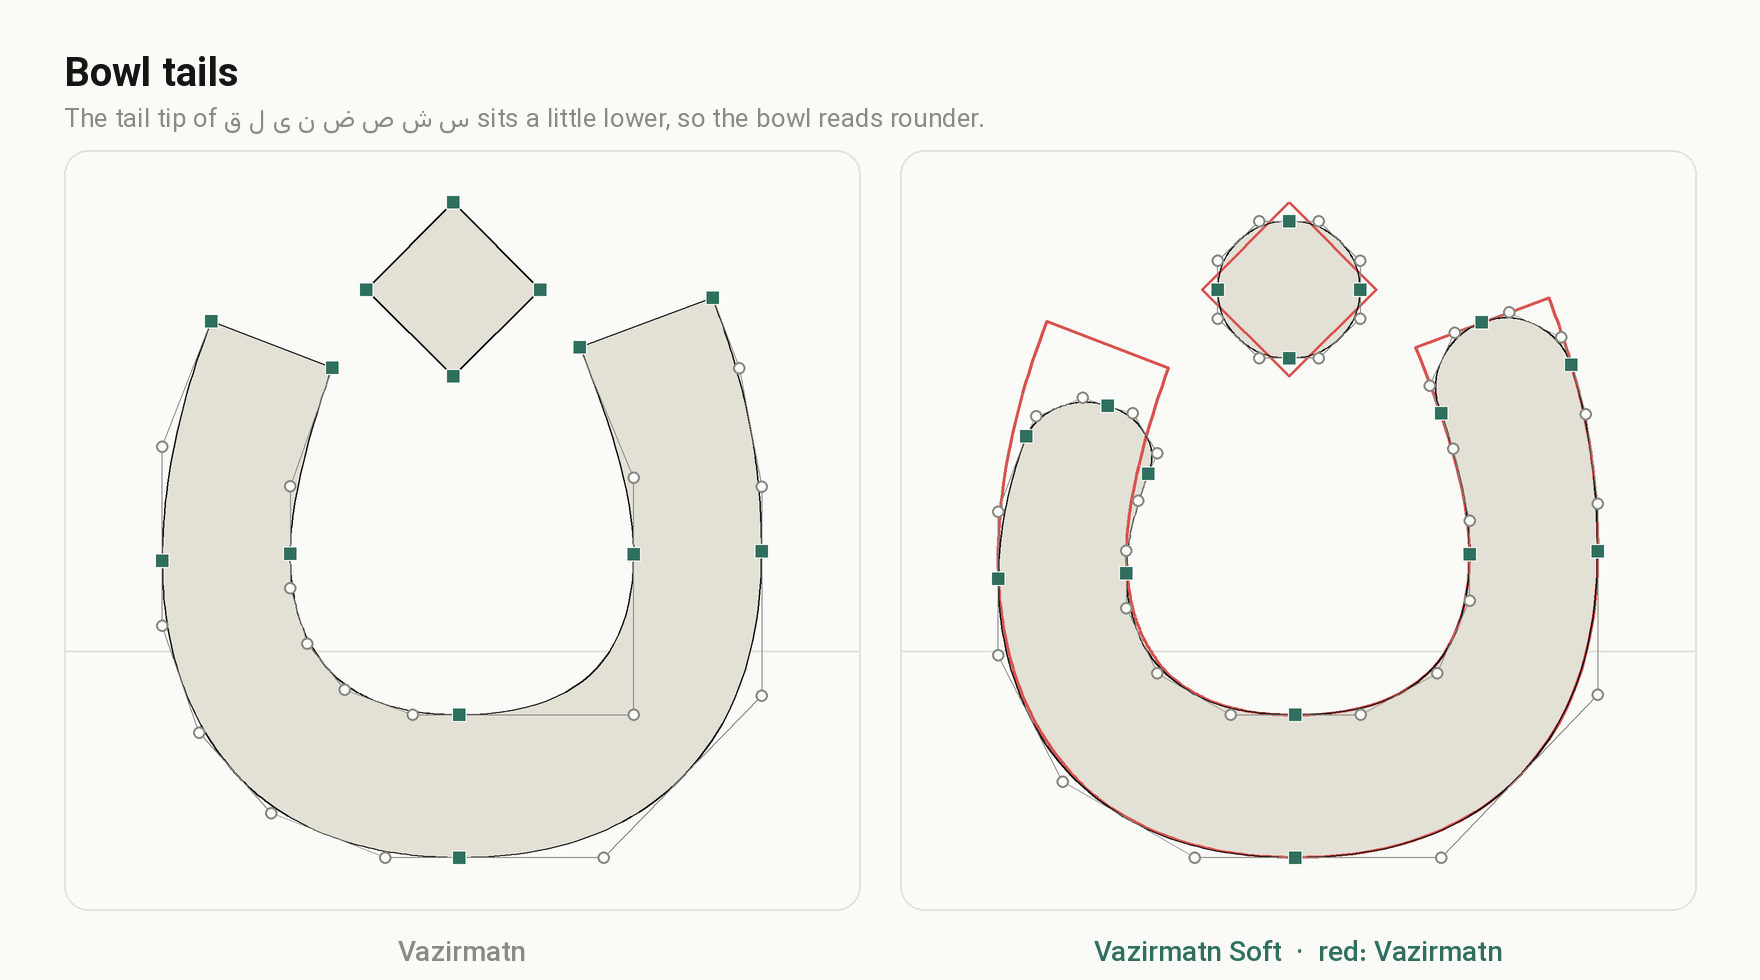 Bowl tails
The tail tip of س ش ص ض ن ی ل ق sits a little lower, so the bowl reads rounder.
Vazirmatn
Vazirmatn Soft · red: Vazirmatn